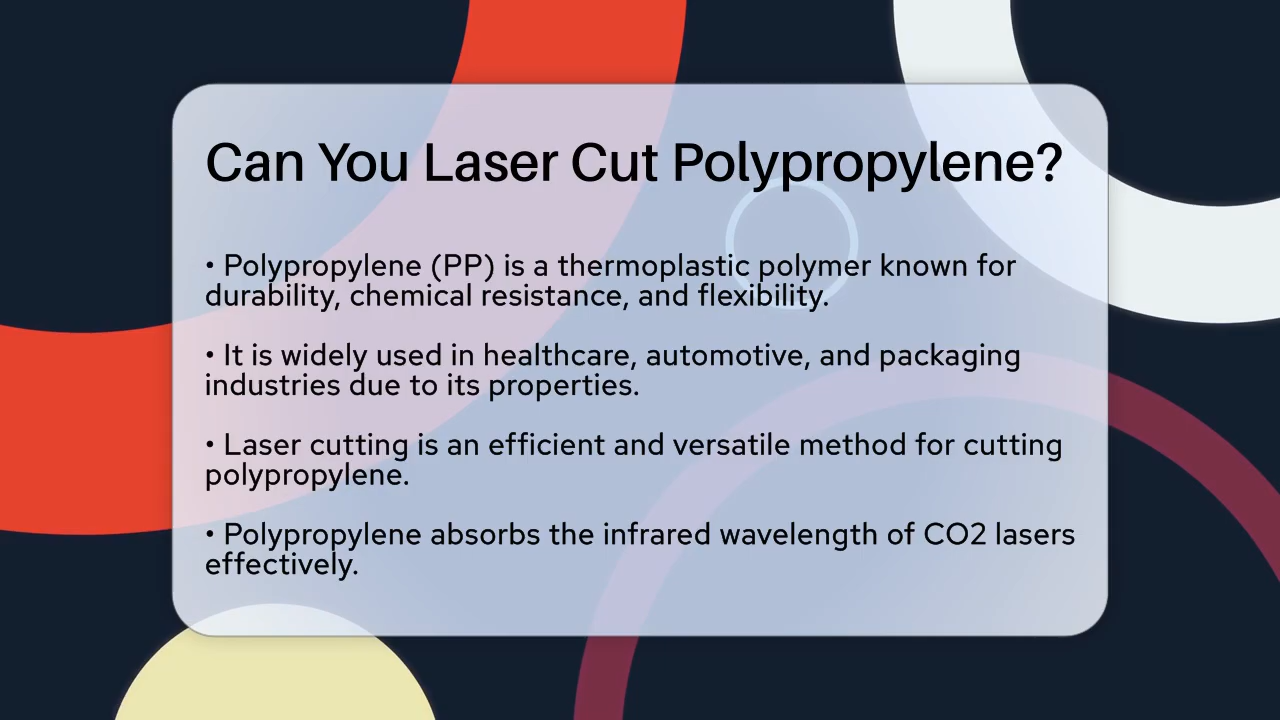 Can You Laser Cut Polypropylene?
• Polypropylene (PP) is a thermoplastic polymer known for
durability, chemical resistance, and flexibility.
• It is widely used in healthcare, automotive, and packaging
industries due to its properties.
• Laser cutting is an efficient and versatile method for cutting
polypropylene.
• Polypropylene absorbs the infrared wavelength of CO2 lasers
effectively.